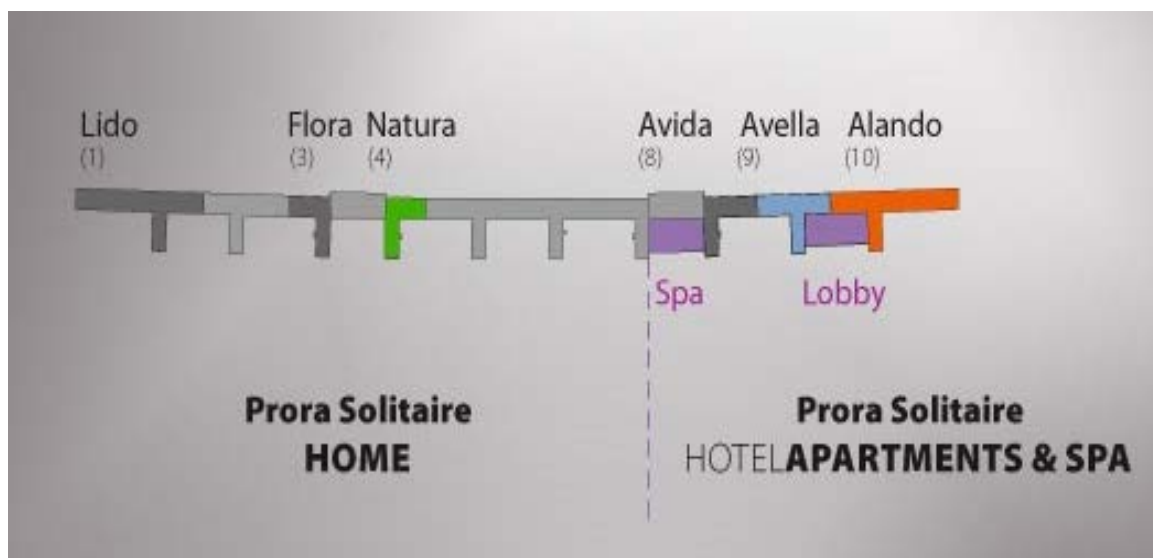 Lido Flora Natura Avida Avella Alando
(1) (3) (4) (8) (9) (10)
Spa Lobby
Prora Solitaire
HOME
Prora Solitaire
HOTELAPARTMENTS & SPA